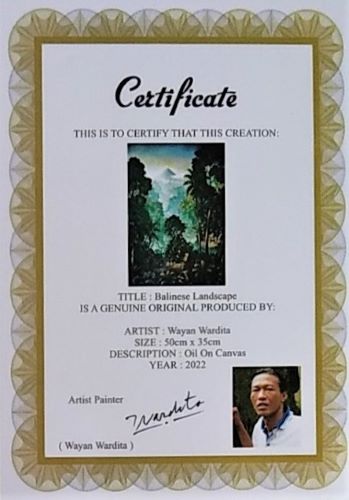 Certificate
THIS IS TO CERTIFY THAT THIS CREATION:
TITLE : Balinese Landscape
IS A GENUINE ORIGINAL PRODUCED BY:
ARTIST : Wayan Wardita
SIZE : 50cm x 35cm
DESCRIPTION : Oil On Canvas
YEAR : 2022
Artist Painter
Wardita
( Wayan Wardita )